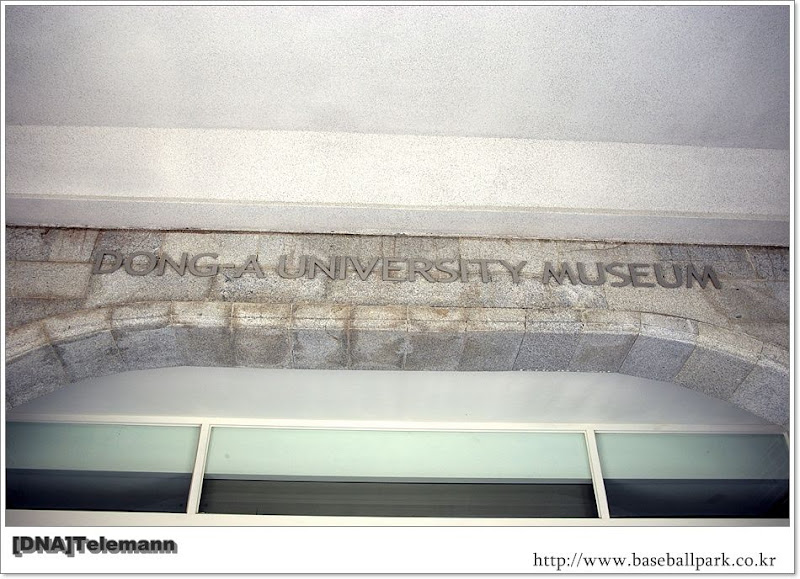 DONG-A UNIVERSITY MUSEUM
[DNA]Telemann
http://www.baseballpark.co.kr